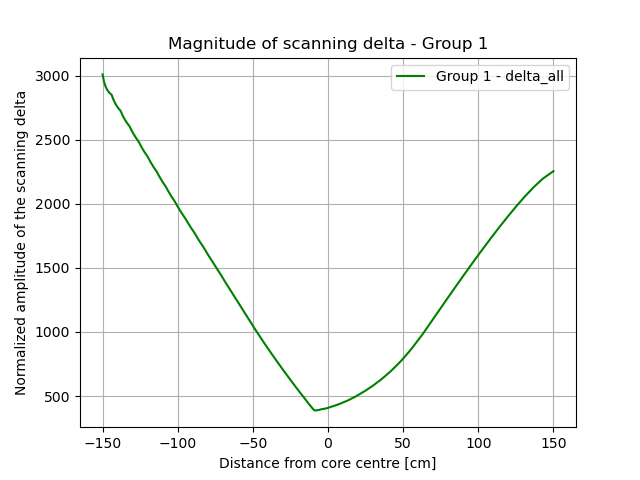 Magnitude of scanning delta - Group 1
Group 1 - delta_all
Normalized amplitude of the scanning delta
3000
2500
2000
1500
1000
500
−150 −100 −50 0 50 100 150
Distance from core centre [cm]